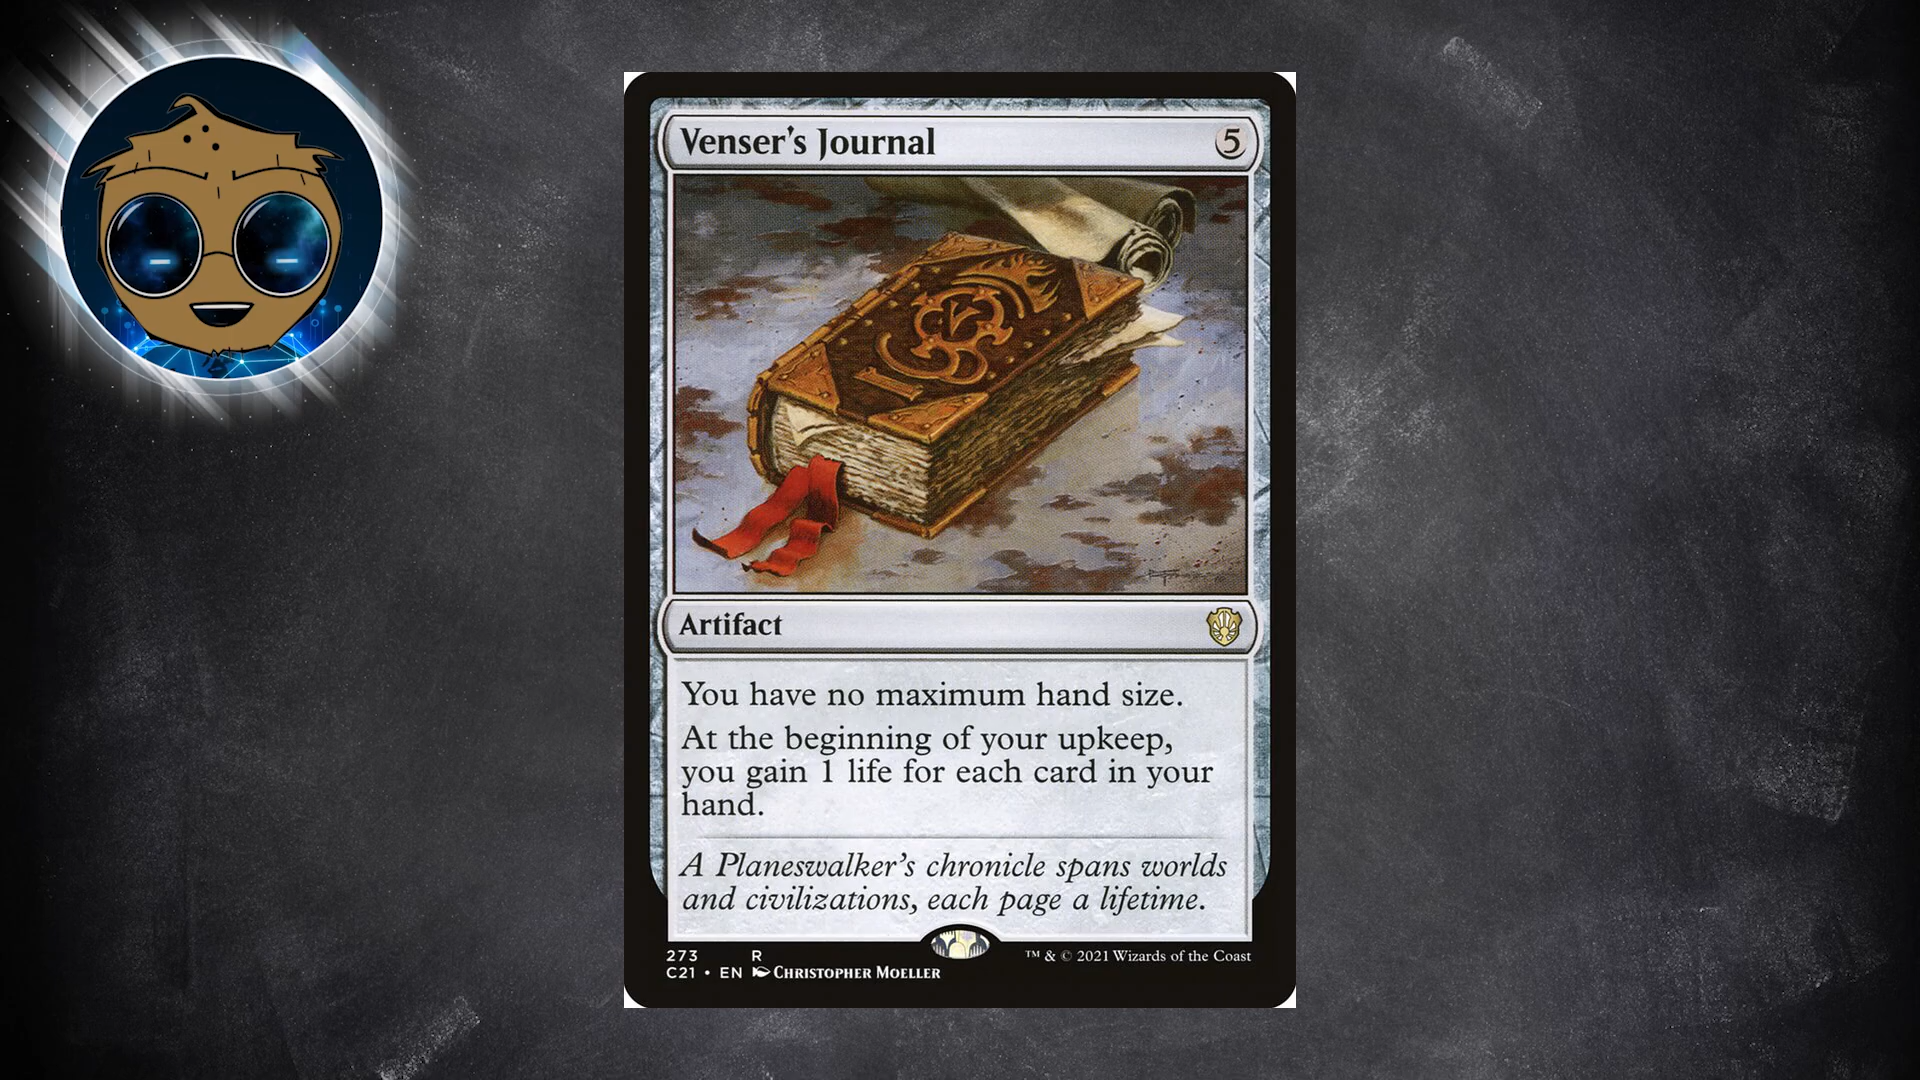 Venser's Journal 5
Artifact
You have no maximum hand size.
At the beginning of your upkeep,
you gain 1 life for each card in your
hand.
A Planeswalker's chronicle spans worlds
and civilizations, each page a lifetime.
273 R ™ & © 2021 Wizards of the Coast
C21 • EN Christopher Moeller